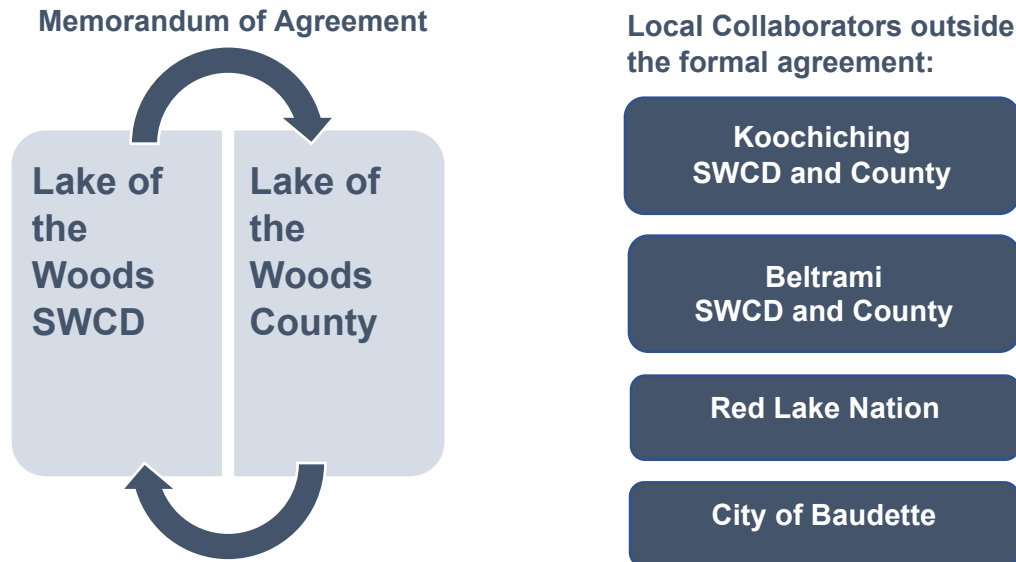 Memorandum of Agreement
Lake of
the
Woods
SWCD
Lake of
the
Woods
County
Local Collaborators outside
the formal agreement:
Koochiching
SWCD and County
Beltrami
SWCD and County
Red Lake Nation
City of Baudette